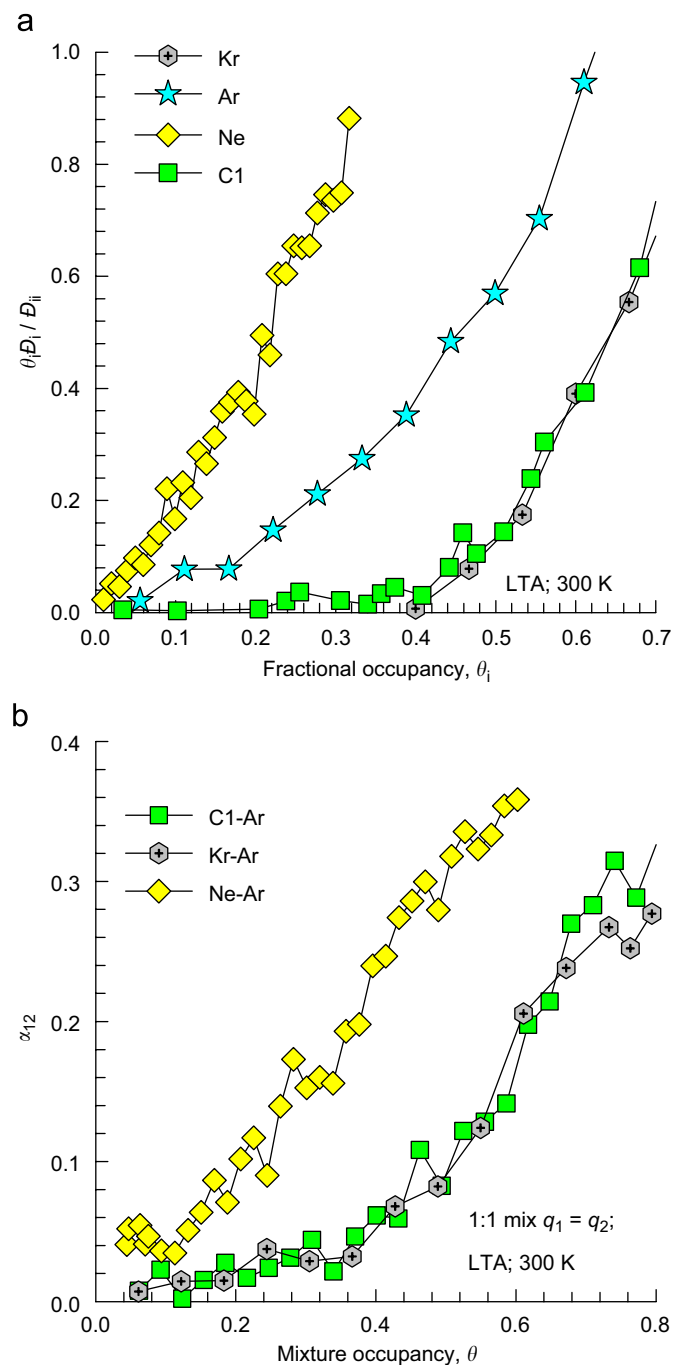 a
1.0
0.8
0.6
0.4
0.2
0.0
θᵢĐᵢ / Đᵢᵢ
Kr
Ar
Ne
C1
LTA; 300 K
0.0 0.1 0.2 0.3 0.4 0.5 0.6 0.7
Fractional occupancy, θᵢ
b
0.4
0.3
0.2
0.1
0.0
α₁₂
C1-Ar
Kr-Ar
Ne-Ar
1:1 mix q₁ = q₂;
LTA; 300 K
0.0 0.2 0.4 0.6 0.8
Mixture occupancy, θ